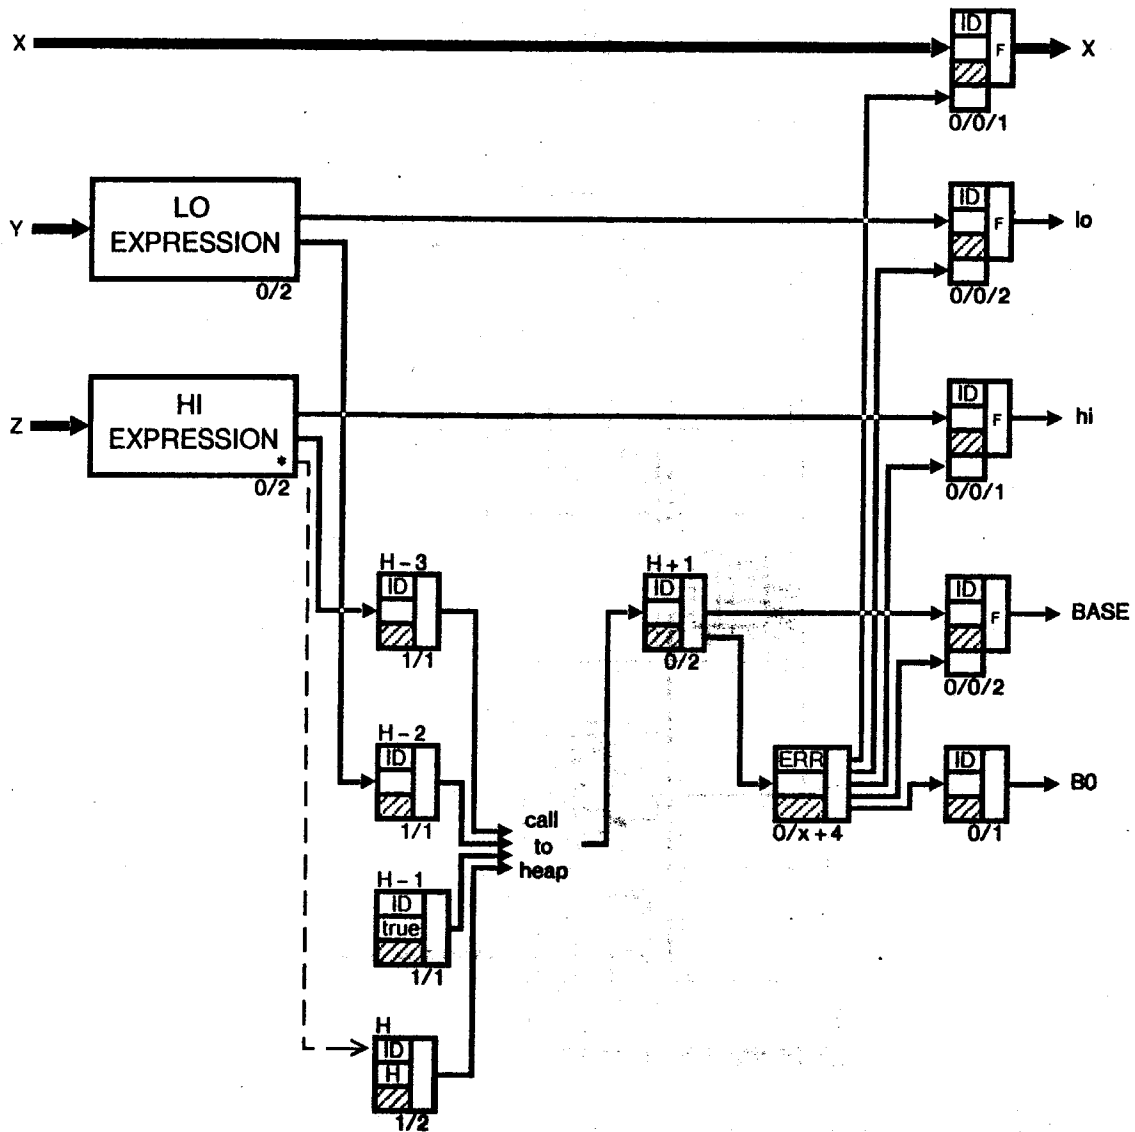 ID
X
F
X
0/0/1
LO
EXPRESSION
Y
0/2
ID
F
lo
0/0/2
HI
EXPRESSION
*
Z
0/2
ID
F
hi
0/0/1
H – 3
ID
1/1
H + 1
ID
0/2
ID
F
BASE
0/0/2
H – 2
ID
1/1
ERR
0/x + 4
ID
B0
0/1
call
to
heap
H – 1
ID
true
1/1
H
ID
H
1/2